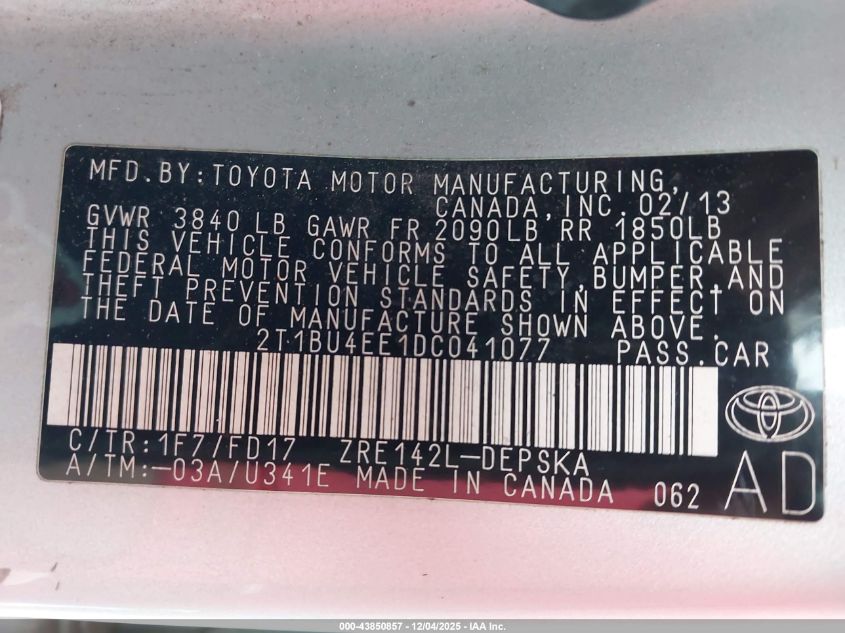 MFD.BY:TOYOTA MOTOR MANUFACTURING,
CANADA,INC. 02/13
GVWR 3840 LB GAWR FR 2090LB RR 1850LB
THIS VEHICLE CONFORMS TO ALL APPLICABLE
FEDERAL MOTOR VEHICLE SAFETY,BUMPER,AND
THEFT PREVENTION STANDARDS IN EFFECT ON
THE DATE OF MANUFACTURE SHOWN ABOVE.
2T1BU4EE1DC041077 PASS.CAR
C/TR:1F7/FD17 ZRE142L-DEPSKA
A/TM:-03A/U341E MADE IN CANADA 062
AD
000-43850857 - 12/04/2025 - IAA Inc.